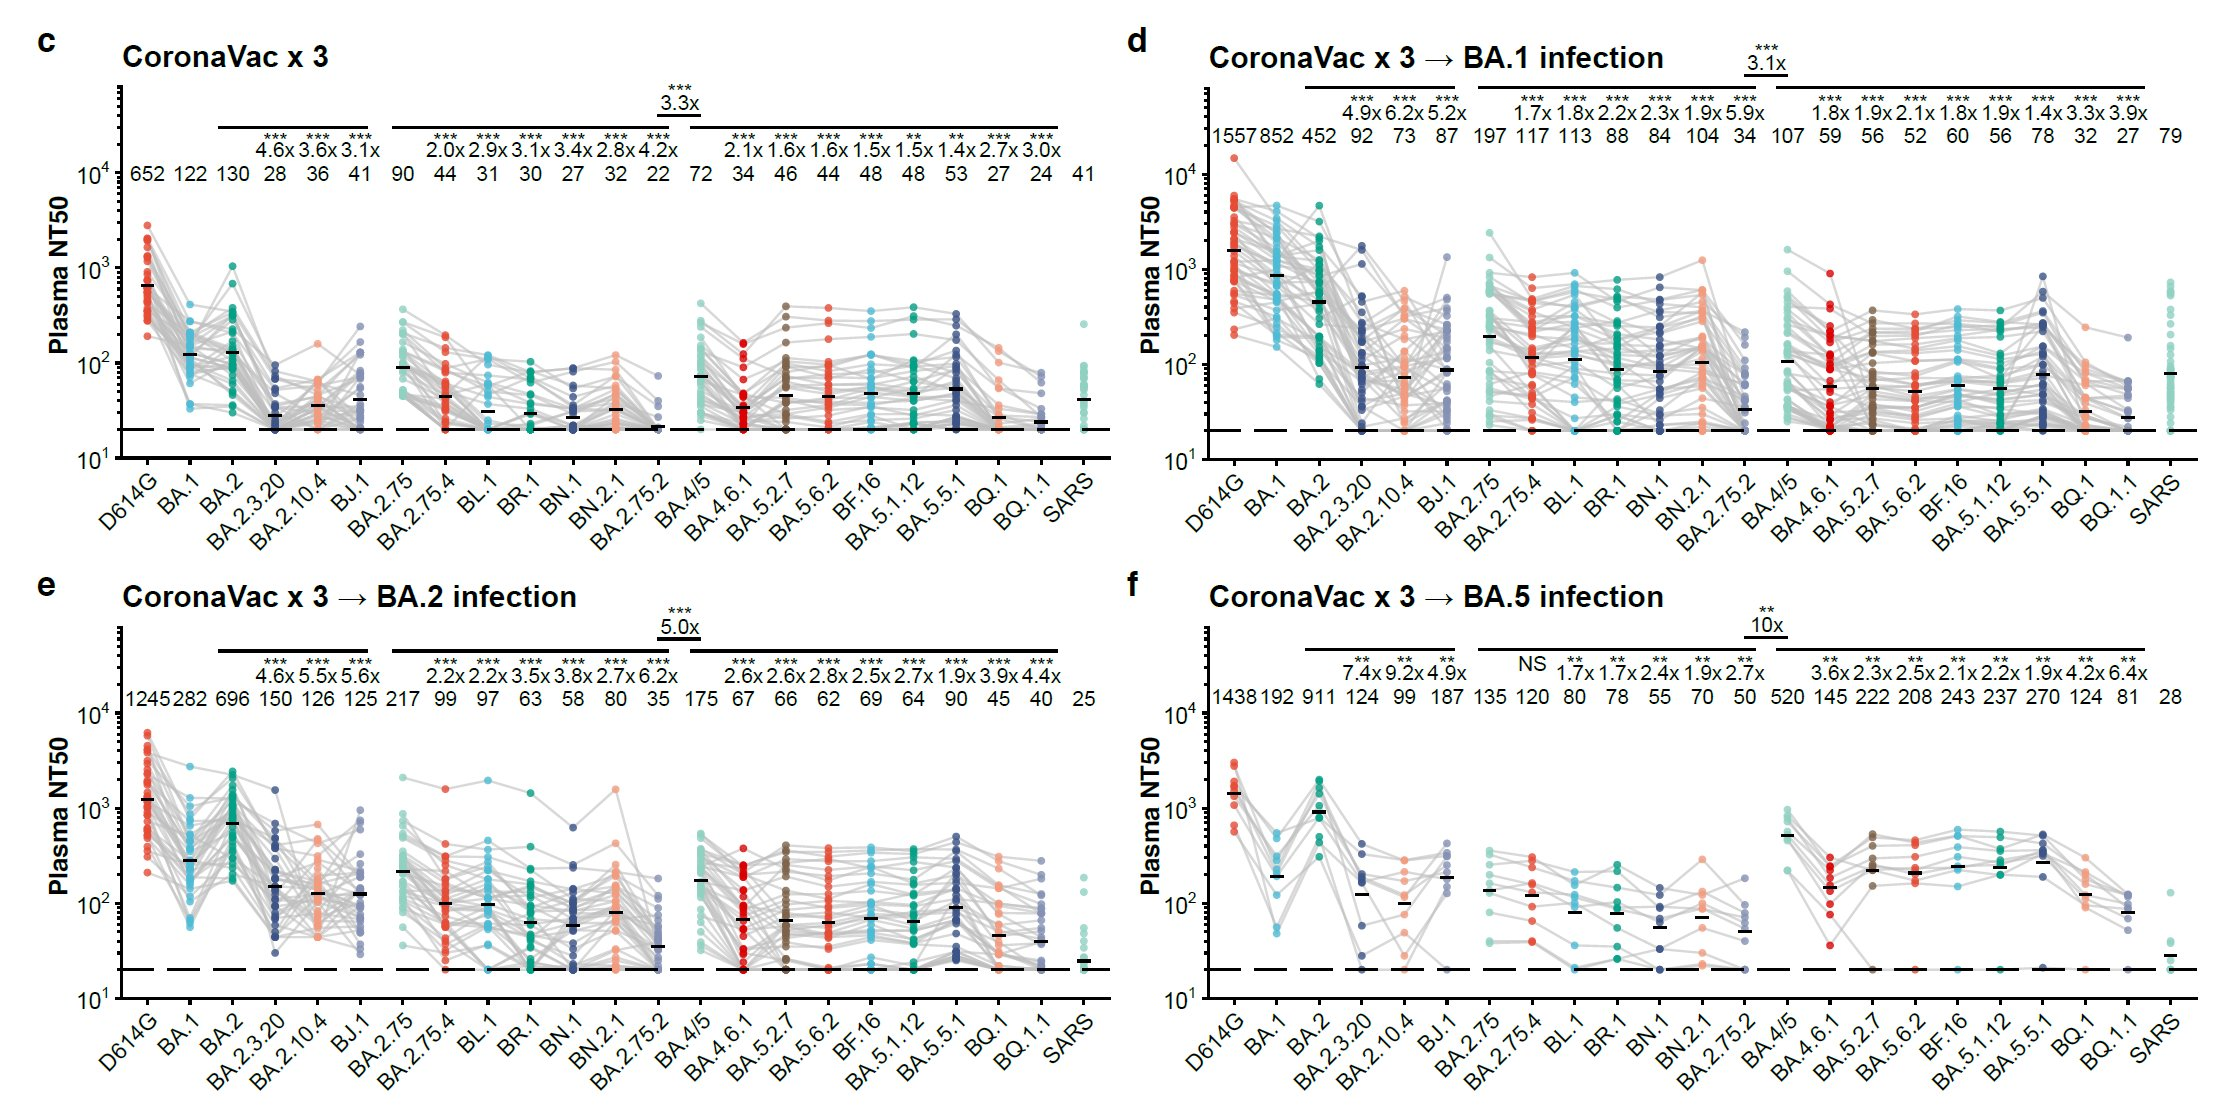 c
CoronaVac x 3
***
3.3x
*** *** *** *** *** *** *** *** *** *** *** *** *** ** ** *** ***
4.6x 3.6x 3.1x 2.0x 2.9x 3.1x 3.4x 2.8x 4.2x 2.1x 1.6x 1.6x 1.5x 1.5x 1.4x 2.7x 3.0x
652 122 130 28 36 41 90 44 31 30 27 32 22 72 34 46 44 48 48 53 27 24 41
Plasma NT50
10⁴
10³
10²
10¹
D614G BA.1 BA.2 BA.2.3.20 BA.2.10.4 BJ.1 BA.2.75 BA.2.75.4 BL.1 BR.1 BN.1 BN.2.1 BA.2.75.2 BA.4/5 BA.4.6.1 BA.5.2.7 BA.5.6.2 BF.16 BA.5.1.12 BA.5.5.1 BQ.1 BQ.1.1 SARS
d
CoronaVac x 3 → BA.1 infection
***
3.1x
*** *** *** *** *** *** *** *** *** *** *** *** *** *** *** *** ***
4.9x 6.2x 5.2x 1.7x 1.8x 2.2x 2.3x 1.9x 5.9x 1.8x 1.9x 2.1x 1.8x 1.9x 1.4x 3.3x 3.9x
1557 852 452 92 73 87 197 117 113 88 84 104 34 107 59 56 52 60 56 78 32 27 79
Plasma NT50
10⁴
10³
10²
10¹
D614G BA.1 BA.2 BA.2.3.20 BA.2.10.4 BJ.1 BA.2.75 BA.2.75.4 BL.1 BR.1 BN.1 BN.2.1 BA.2.75.2 BA.4/5 BA.4.6.1 BA.5.2.7 BA.5.6.2 BF.16 BA.5.1.12 BA.5.5.1 BQ.1 BQ.1.1 SARS
e
CoronaVac x 3 → BA.2 infection
***
5.0x
*** *** *** *** *** *** *** *** *** *** *** *** *** *** *** *** ***
4.6x 5.5x 5.6x 2.2x 2.2x 3.5x 3.8x 2.7x 6.2x 2.6x 2.6x 2.8x 2.5x 2.7x 1.9x 3.9x 4.4x
1245 282 696 150 126 125 217 99 97 63 58 80 35 175 67 66 62 69 64 90 45 40 25
Plasma NT50
10⁴
10³
10²
10¹
D614G BA.1 BA.2 BA.2.3.20 BA.2.10.4 BJ.1 BA.2.75 BA.2.75.4 BL.1 BR.1 BN.1 BN.2.1 BA.2.75.2 BA.4/5 BA.4.6.1 BA.5.2.7 BA.5.6.2 BF.16 BA.5.1.12 BA.5.5.1 BQ.1 BQ.1.1 SARS
f
CoronaVac x 3 → BA.5 infection
**
10x
** ** ** NS ** ** ** ** ** ** ** ** ** ** ** ** **
7.4x 9.2x 4.9x 1.7x 1.7x 2.4x 1.9x 2.7x 3.6x 2.3x 2.5x 2.1x 2.2x 1.9x 4.2x 6.4x
1438 192 911 124 99 187 135 120 80 78 55 70 50 520 145 222 208 243 237 270 124 81 28
Plasma NT50
10⁴
10³
10²
10¹
D614G BA.1 BA.2 BA.2.3.20 BA.2.10.4 BJ.1 BA.2.75 BA.2.75.4 BL.1 BR.1 BN.1 BN.2.1 BA.2.75.2 BA.4/5 BA.4.6.1 BA.5.2.7 BA.5.6.2 BF.16 BA.5.1.12 BA.5.5.1 BQ.1 BQ.1.1 SARS